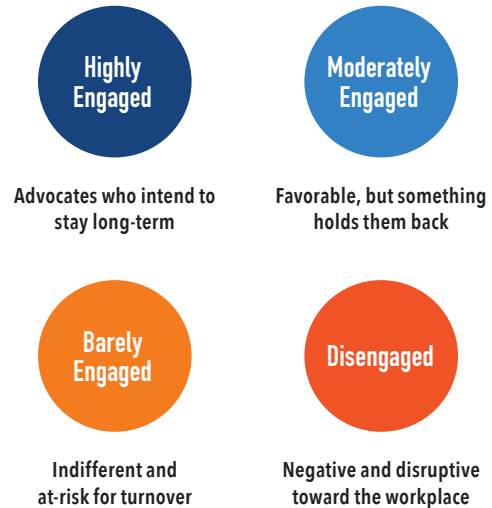 Highly
Engaged
Advocates who intend to
stay long-term
Moderately
Engaged
Favorable, but something
holds them back
Barely
Engaged
Indifferent and
at-risk for turnover
Disengaged
Negative and disruptive
toward the workplace